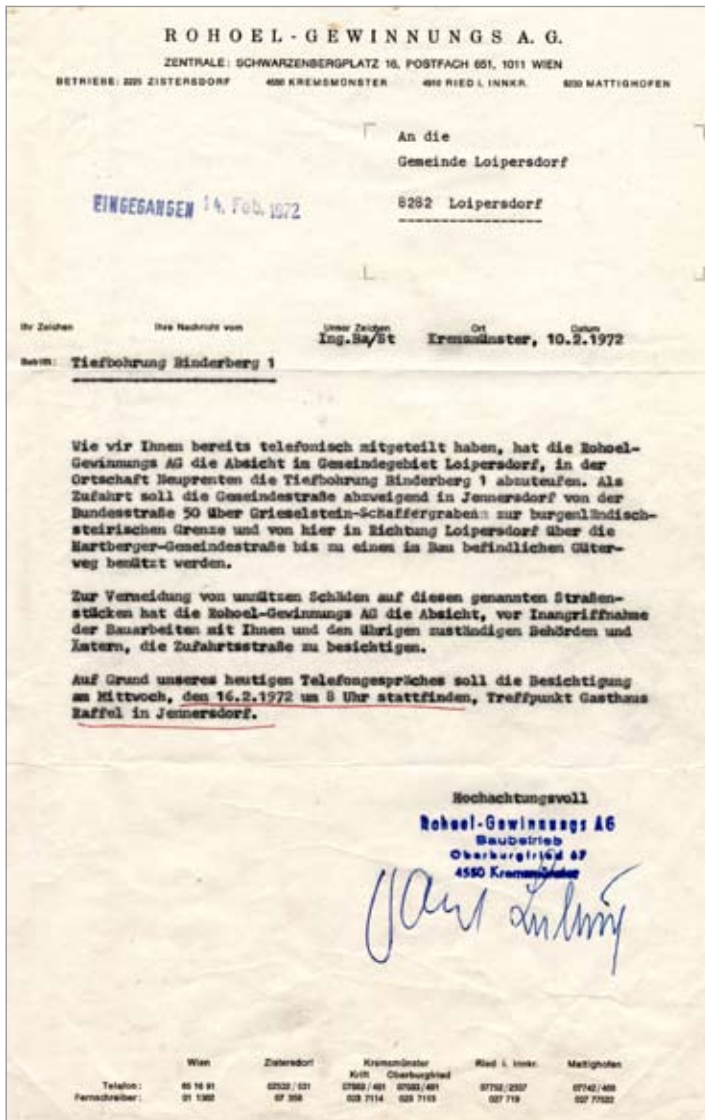 ROHOEL-GEWINNUNGS A. G.
ZENTRALE: SCHWARZENBERGPLATZ 16, POSTFACH 651, 1011 WIEN
BETRIEBE: 2225 ZISTERSDORF 4550 KREMSMÜNSTER 4910 RIED I. INNKR. 5230 MATTIGHOFEN
An die
Gemeinde Loipersdorf
EINGEGANGEN 14. Feb. 1972
8282 Loipersdorf
Ihr Zeichen Ihre Nachricht vom Unser Zeichen Ort Datum
Ing.Ba/St Kremsmünster, 10.2.1972
Betrifft: Tiefbohrung Binderberg 1
Wie wir Ihnen bereits telefonisch mitgeteilt haben, hat die Rohoel-
Gewinnungs AG die Absicht im Gemeindegebiet Loipersdorf, in der
Ortschaft Neuprenten die Tiefbohrung Binderberg 1 abzuteufen. Als
Zufahrt soll die Gemeindestraße abzweigend in Jennersdorf von der
Bundesstraße 50 über Grieselstein-Schaffergraben zur burgenländisch-
steirischen Grenze und von hier in Richtung Loipersdorf über die
Hartberger-Gemeindestraße bis zu einem im Bau befindlichen Güter-
weg benützt werden.
Zur Vermeidung von unnützen Schäden auf diesen genannten Straßen-
stücken hat die Rohoel-Gewinnungs AG die Absicht, vor Inangriffnahme
der Bauarbeiten mit Ihnen und den übrigen zuständigen Behörden und
Ämtern, die Zufahrtsstraße zu besichtigen.
Auf Grund unseres heutigen Telefongespräches soll die Besichtigung
am Mittwoch, den 16.2.1972 um 8 Uhr stattfinden, Treffpunkt Gasthaus
Raffel in Jennersdorf.
Hochachtungsvoll
Rohoel-Gewinnungs AG
Baubetrieb
Oberburgfried 67
4550 Kremsmünster
Wien Zistersdorf Kremsmünster Ried i. Innkr. Mattighofen
Krift Oberburgfried
Telefon:
Fernschreiber: